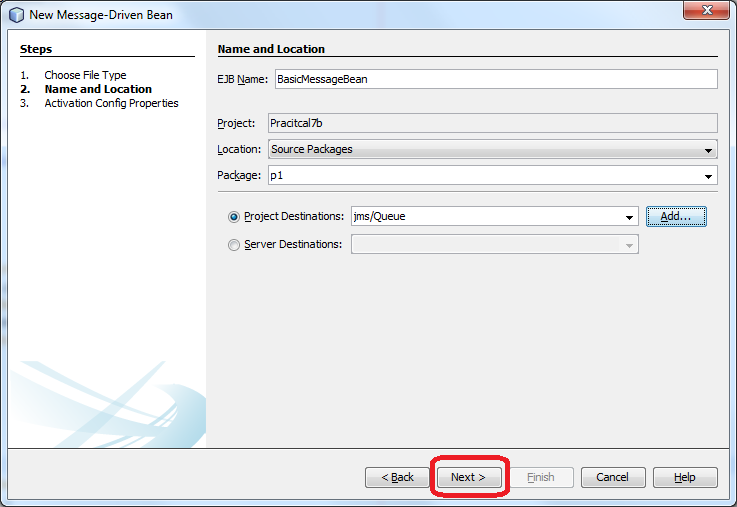 New Message-Driven Bean
Steps
1. Choose File Type
2. Name and Location
3. Activation Config Properties
Name and Location
EJB Name: BasicMessageBean
Project: Pracitcal7b
Location: Source Packages
Package: p1
Project Destinations: jms/Queue Add...
Server Destinations:
< Back Next > Finish Cancel Help